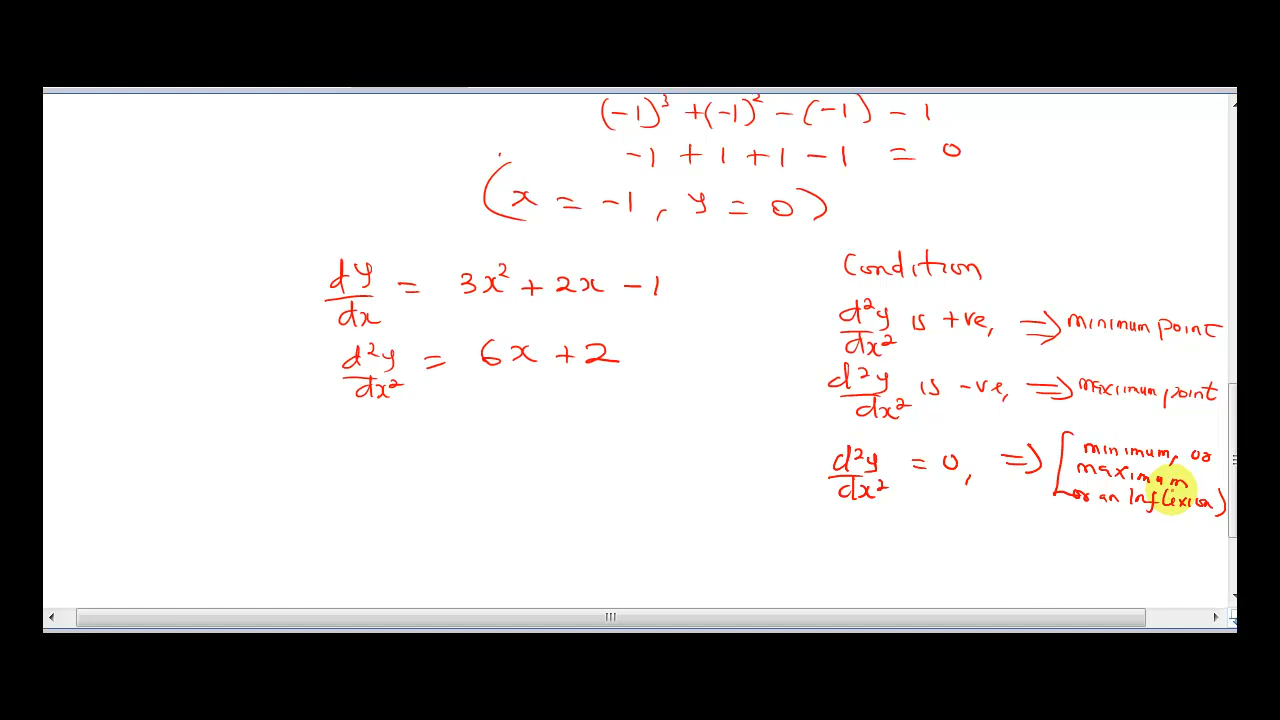 (-1)³ + (-1)² - (-1) - 1
-1 + 1 + 1 - 1 = 0
(x = -1, y = 0)
dy/dx = 3x² + 2x - 1
d²y/dx² = 6x + 2
Condition
d²y/dx² is +ve, ⇒ minimum point
d²y/dx² is -ve, ⇒ maximum point
d²y/dx² = 0, ⇒ [minimum, or
maximum
or an inflexion)